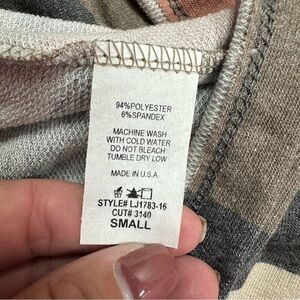 94%POLYESTER
6%SPANDEX
MACHINE WASH
WITH COLD WATER
DO NOT BLEACH
TUMBLE DRY LOW
MADE IN U.S.A
STYLE# LJ1783-16
CUT# 3140
SMALL